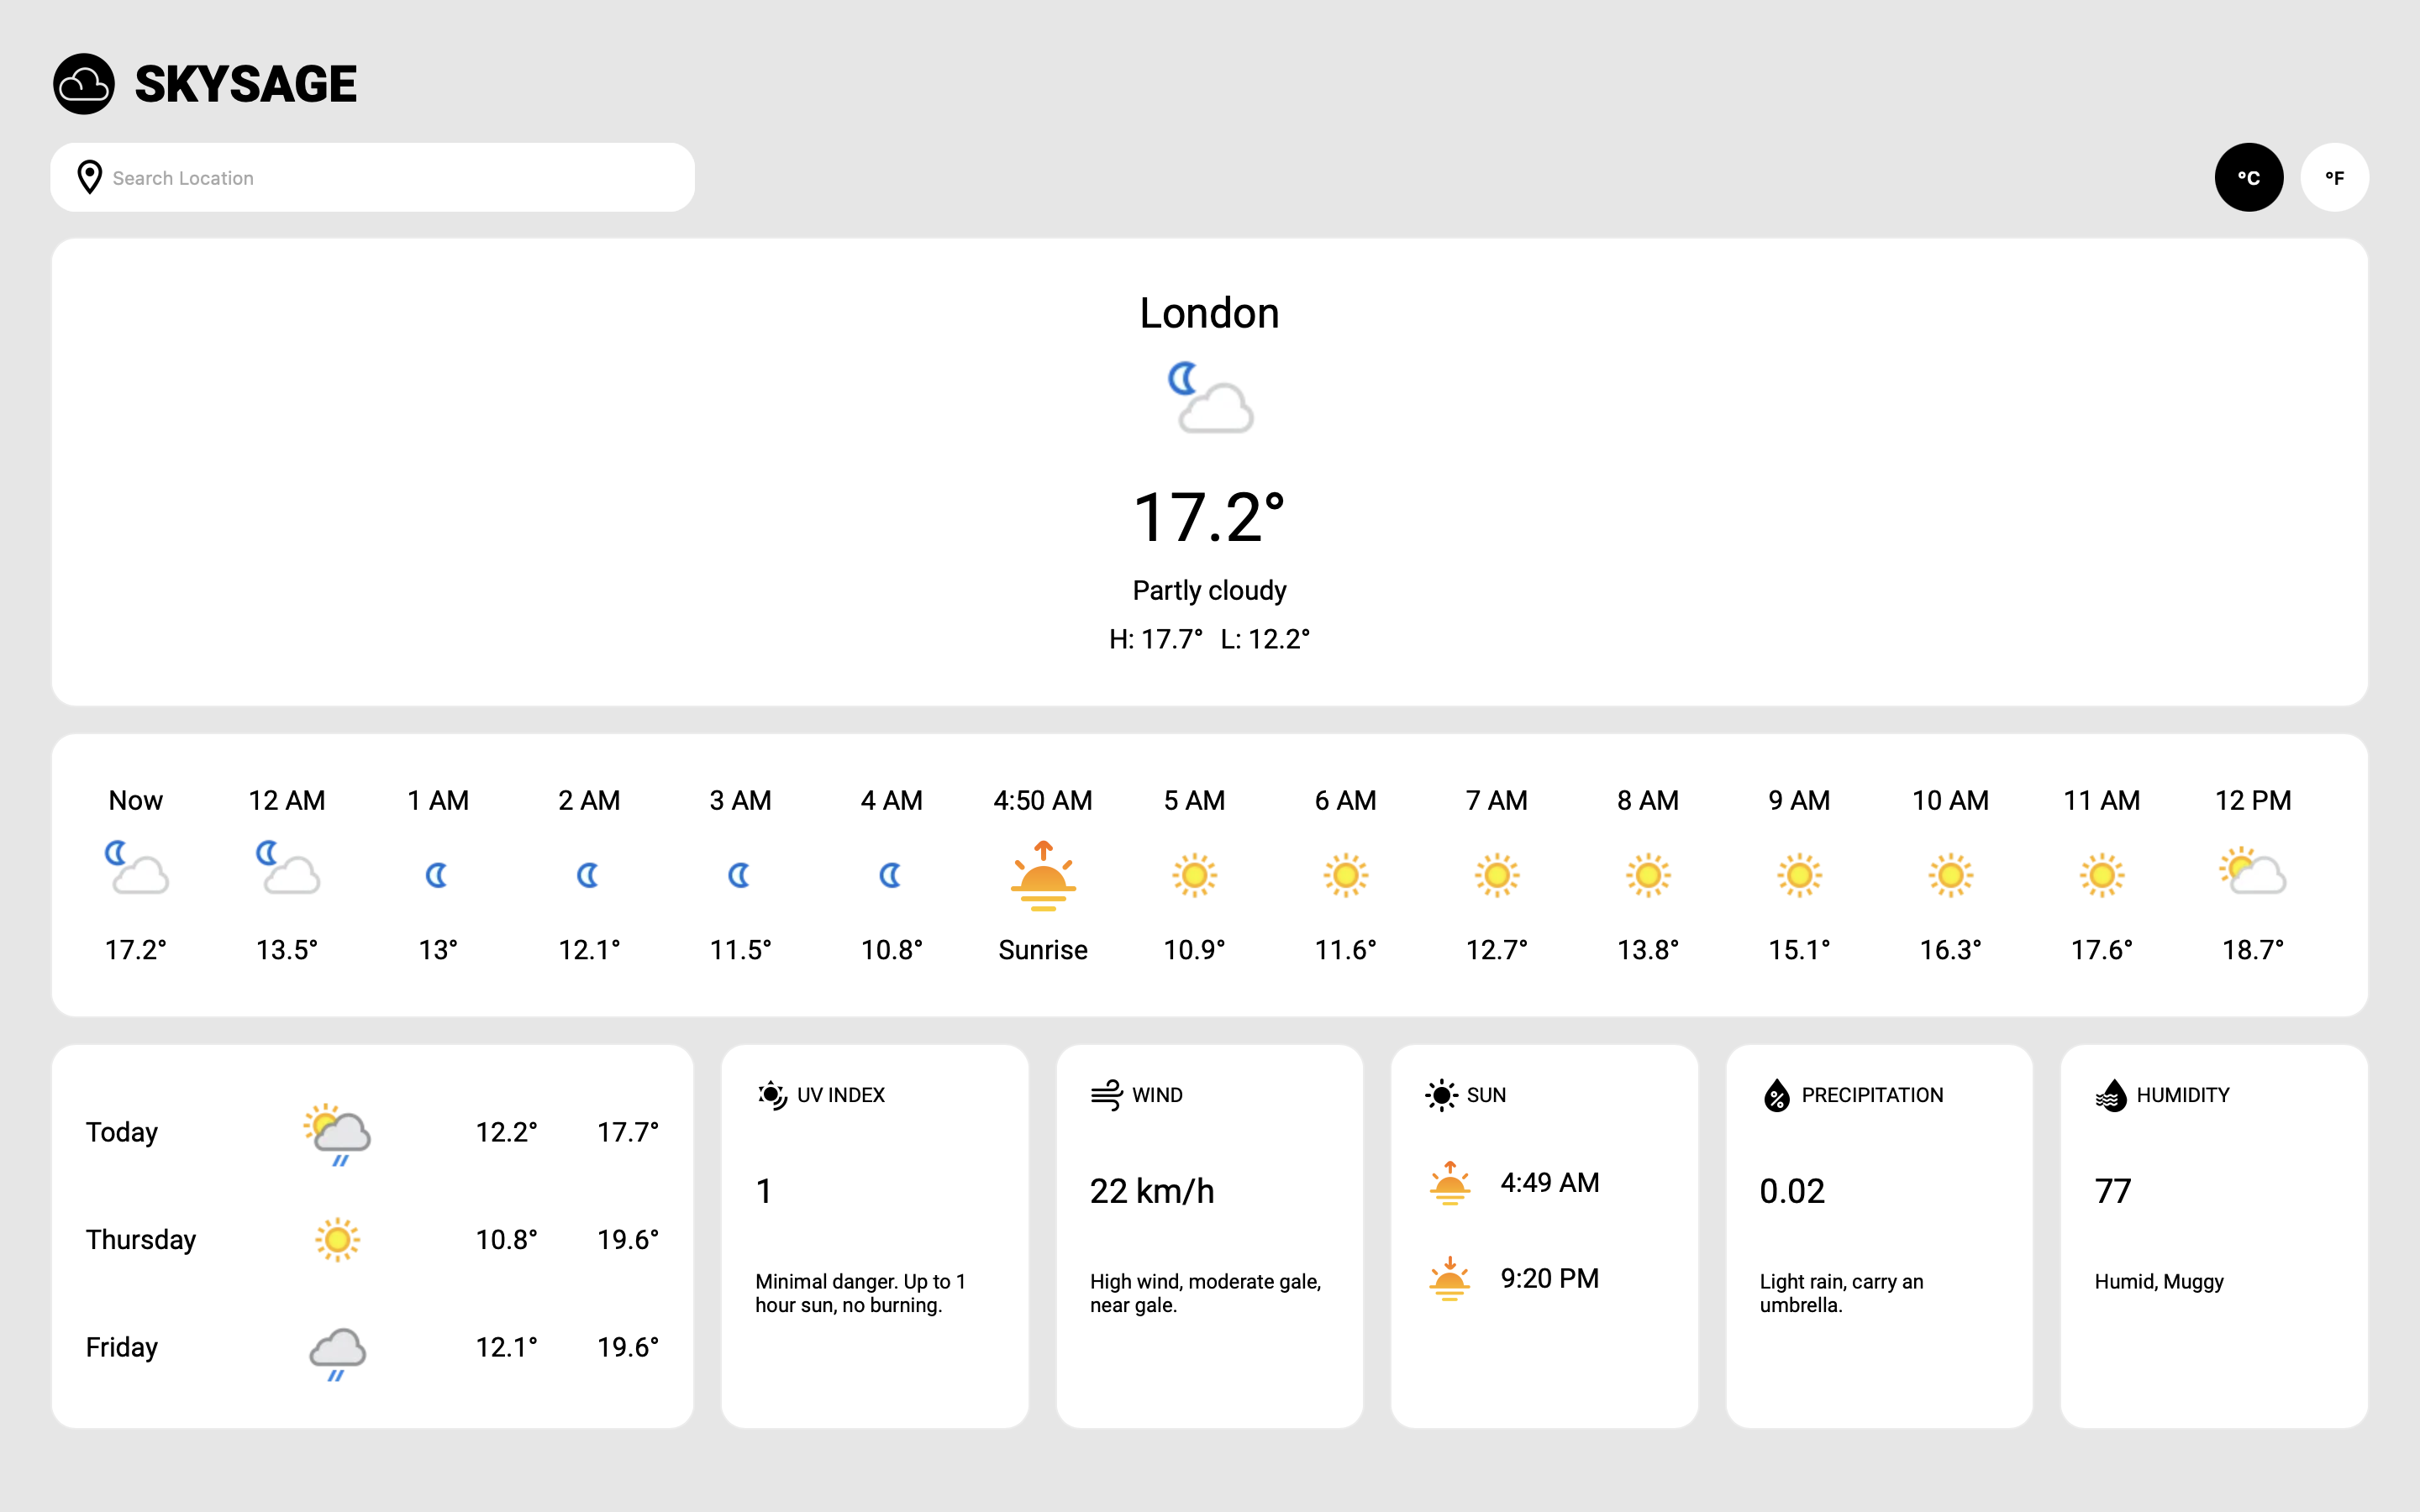 SKYSAGE
Search Location
°C
°F
London
17.2°
Partly cloudy
H: 17.7° L: 12.2°
Now 12 AM 1 AM 2 AM 3 AM 4 AM 4:50 AM 5 AM 6 AM 7 AM 8 AM 9 AM 10 AM 11 AM 12 PM
17.2° 13.5° 13° 12.1° 11.5° 10.8° Sunrise 10.9° 11.6° 12.7° 13.8° 15.1° 16.3° 17.6° 18.7°
Today 12.2° 17.7°
Thursday 10.8° 19.6°
Friday 12.1° 19.6°
UV INDEX
1
Minimal danger. Up to 1
hour sun, no burning.
WIND
22 km/h
High wind, moderate gale,
near gale.
SUN
4:49 AM
9:20 PM
PRECIPITATION
0.02
Light rain, carry an
umbrella.
HUMIDITY
77
Humid, Muggy